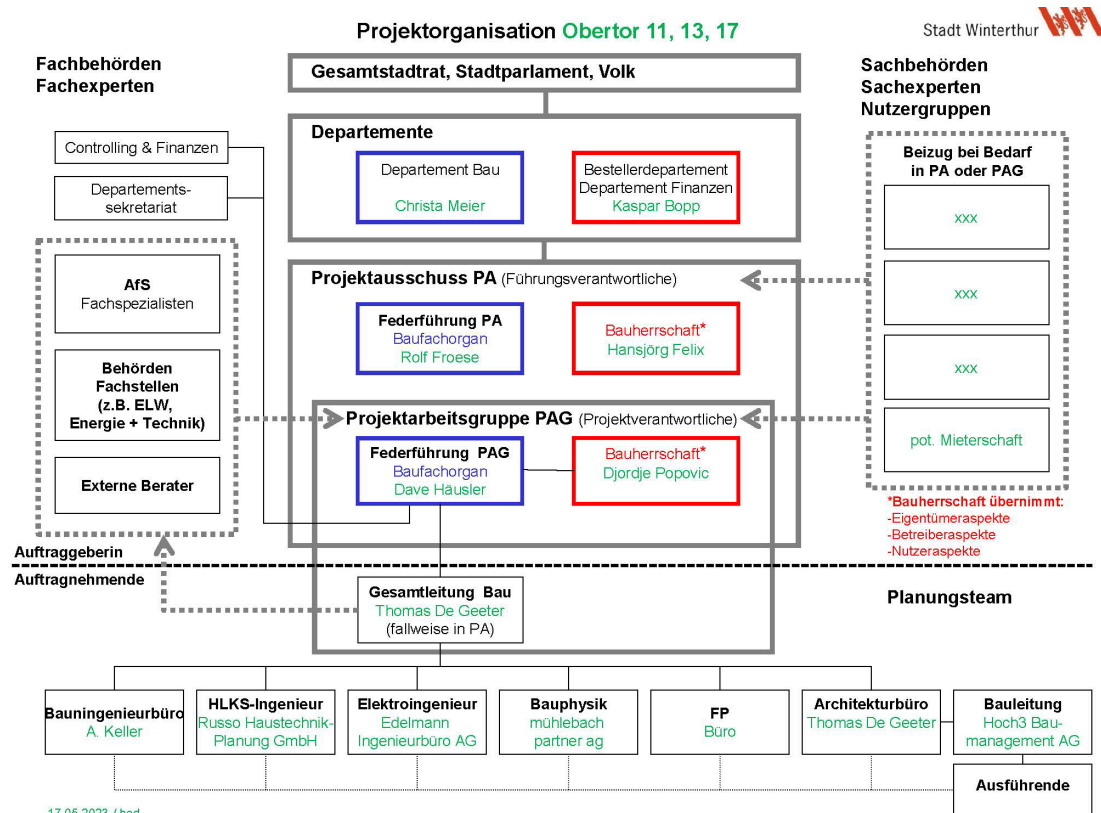 Projektorganisation Obertor 11, 13, 17
Stadt Winterthur
Fachbehörden
Fachexperten
Gesamtstadtrat, Stadtparlament, Volk
Sachbehörden
Sachexperten
Nutzergruppen
Controlling & Finanzen
Departements-
sekretariat
Departemente
Departement Bau
Christa Meier
Bestellerdepartement
Departement Finanzen
Kaspar Bopp
Beizug bei Bedarf
in PA oder PAG
xxx
xxx
xxx
pot. Mieterschaft
AfS
Fachspezialisten
Behörden
Fachstellen
(z.B. ELW,
Energie + Technik)
Externe Berater
Projektausschuss PA (Führungsverantwortliche)
Federführung PA
Baufachorgan
Rolf Froese
Bauherrschaft*
Hansjörg Felix
Projektarbeitsgruppe PAG (Projektverantwortliche)
Federführung PAG
Baufachorgan
Dave Häusler
Bauherrschaft*
Djordje Popovic
*Bauherrschaft übernimmt:
-Eigentümeraspekte
-Betreiberaspekte
-Nutzeraspekte
Auftraggeberin
Auftragnehmende
Gesamtleitung Bau
Thomas De Geeter
(fallweise in PA)
Planungsteam
Bauningenieurbüro
A. Keller
HLKS-Ingenieur
Russo Haustechnik-
Planung GmbH
Elektroingenieur
Edelmann
Ingenieurbüro AG
Bauphysik
mühlebach
partner ag
FP
Büro
Architekturbüro
Thomas De Geeter
Bauleitung
Hoch3 Bau-
management AG
Ausführende
17.05.2023 / hod